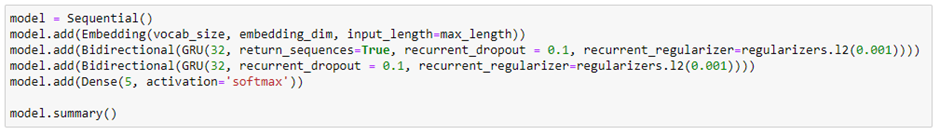 model = Sequential()
model.add(Embedding(vocab_size, embedding_dim, input_length=max_length))
model.add(Bidirectional(GRU(32, return_sequences=True, recurrent_dropout = 0.1, recurrent_regularizer=regularizers.l2(0.001))))
model.add(Bidirectional(GRU(32, recurrent_dropout = 0.1, recurrent_regularizer=regularizers.l2(0.001))))
model.add(Dense(5, activation='softmax'))
model.summary()